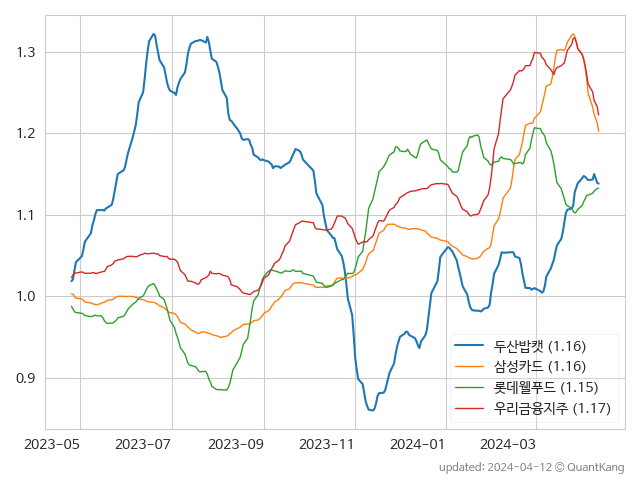 1.3
1.2
1.1
1.0
0.9
두산밥캣 (1.16)
삼성카드 (1.16)
롯데웰푸드 (1.15)
우리금융지주 (1.17)
2023-05 2023-07 2023-09 2023-11 2024-01 2024-03
updated: 2024-04-12 © QuantKang